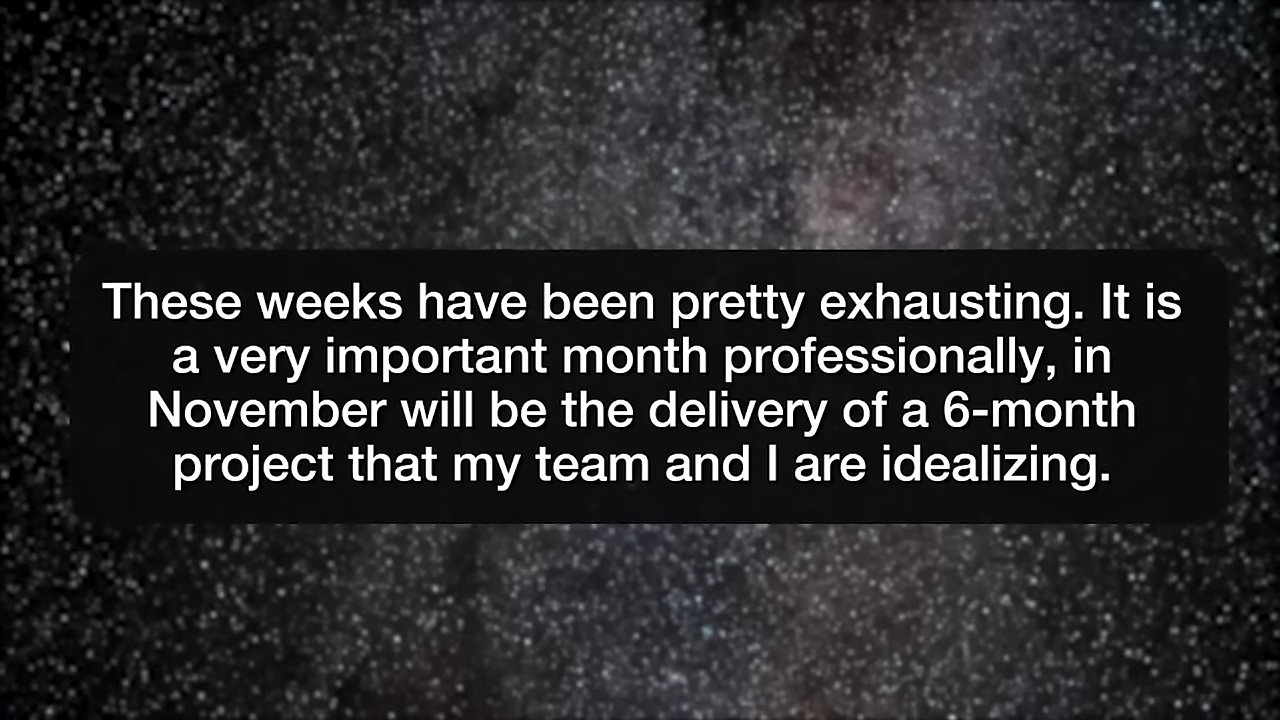 These weeks have been pretty exhausting. It is
a very important month professionally, in
November will be the delivery of a 6-month
project that my team and I are idealizing.